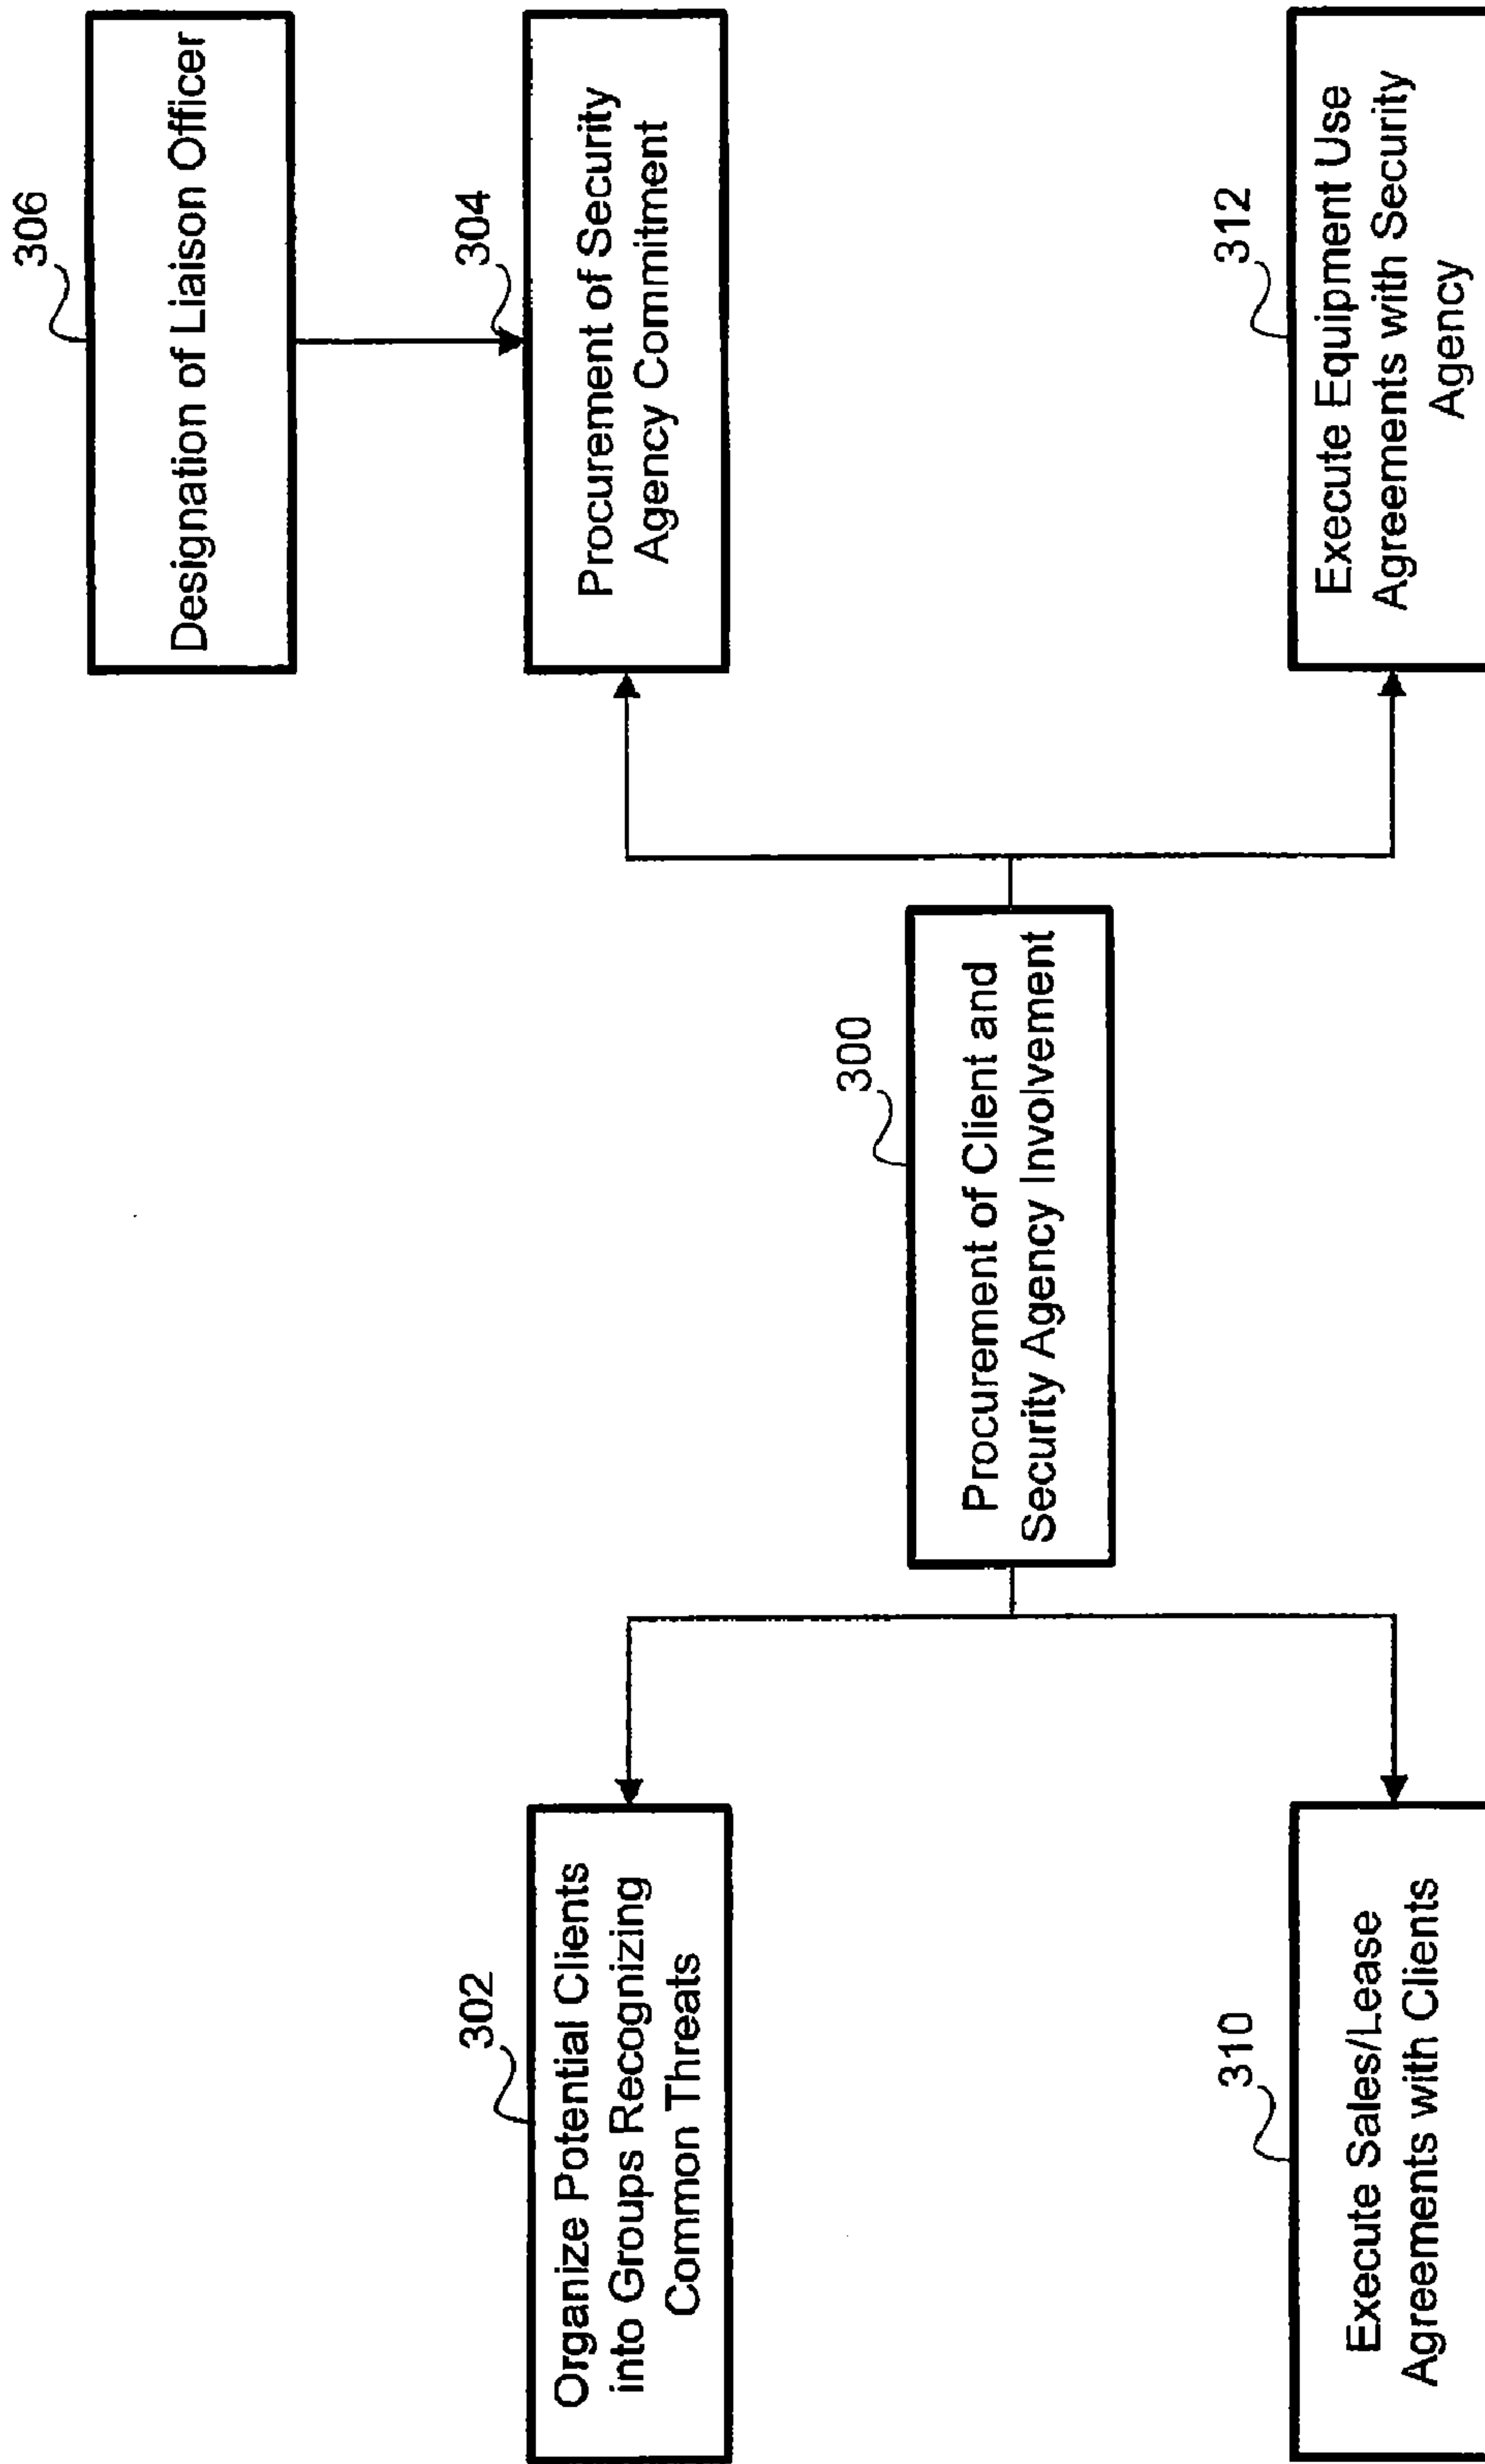 306
Designation of Liaison Officer
302
Organize Potential Clients
into Groups Recognizing
Common Threats
304
Procurement of Security
Agency Commitment
300
Procurement of Client and
Security Agency Involvement
310
Execute Sales/Lease
Agreements with Clients
312
Execute Equipment Use
Agreements with Security
Agency